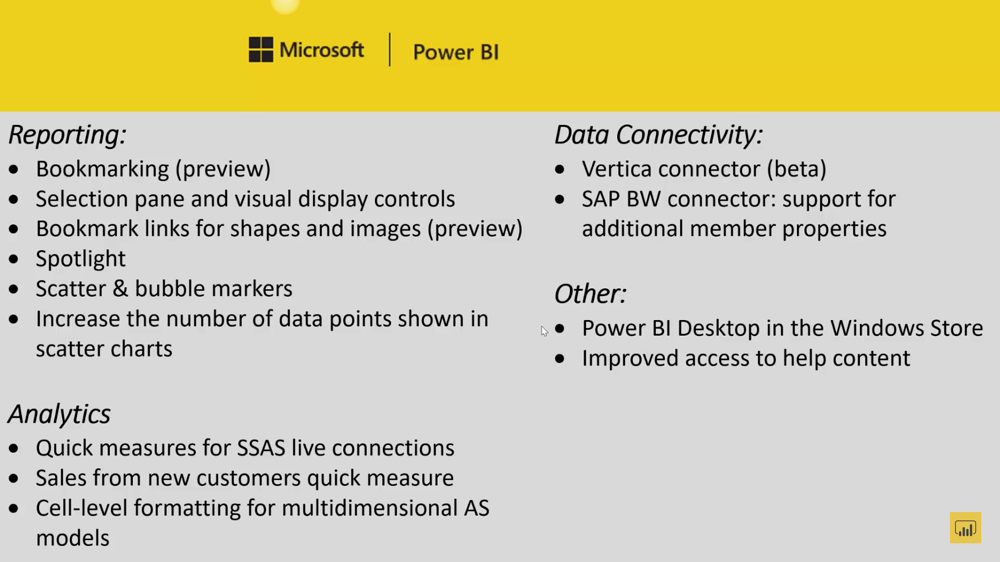 Microsoft
Power BI
Reporting:
• Bookmarking (preview)
• Selection pane and visual display controls
• Bookmark links for shapes and images (preview)
• Spotlight
• Scatter & bubble markers
• Increase the number of data points shown in
scatter charts
Analytics
• Quick measures for SSAS live connections
• Sales from new customers quick measure
• Cell-level formatting for multidimensional AS
models
Data Connectivity:
• Vertica connector (beta)
• SAP BW connector: support for
additional member properties
Other:
• Power BI Desktop in the Windows Store
• Improved access to help content